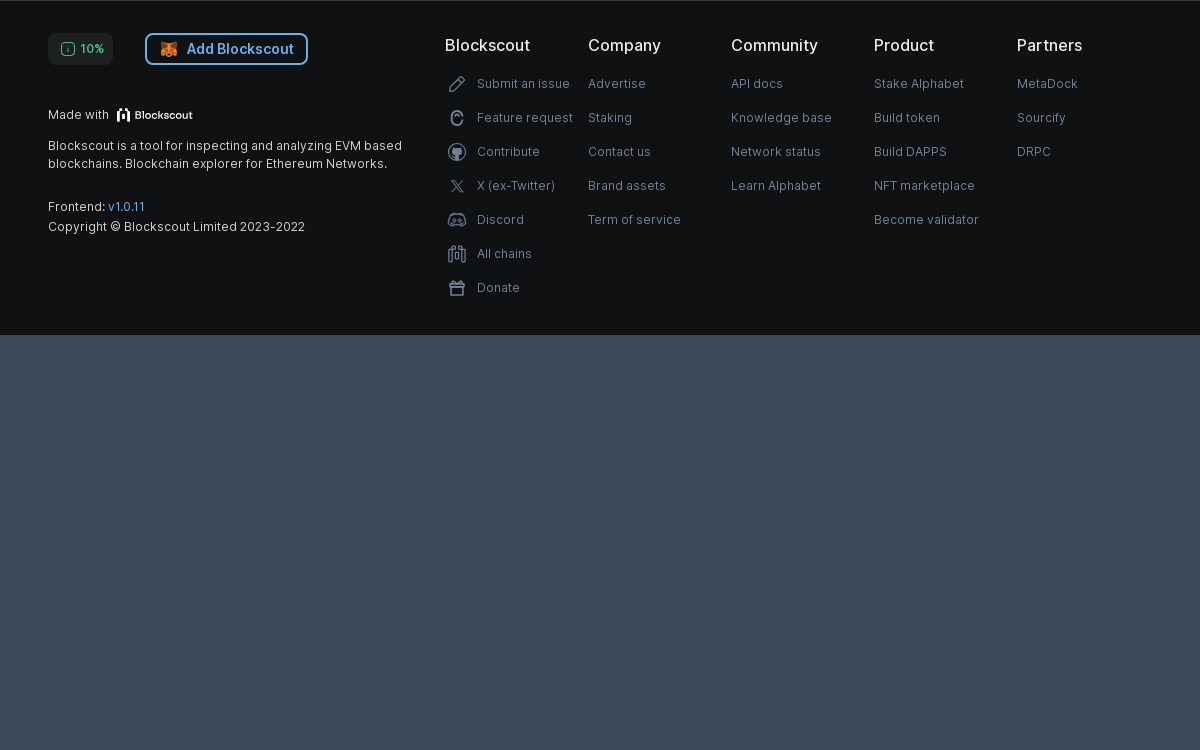 10%
Add Blockscout
Made with Blockscout
Blockscout is a tool for inspecting and analyzing EVM based
blockchains. Blockchain explorer for Ethereum Networks.
Frontend: v1.0.11
Copyright © Blockscout Limited 2023-2022
Blockscout
Submit an issue
Feature request
Contribute
X (ex-Twitter)
Discord
All chains
Donate
Company
Advertise
Staking
Contact us
Brand assets
Term of service
Community
API docs
Knowledge base
Network status
Learn Alphabet
Product
Stake Alphabet
Build token
Build DAPPS
NFT marketplace
Become validator
Partners
MetaDock
Sourcify
DRPC